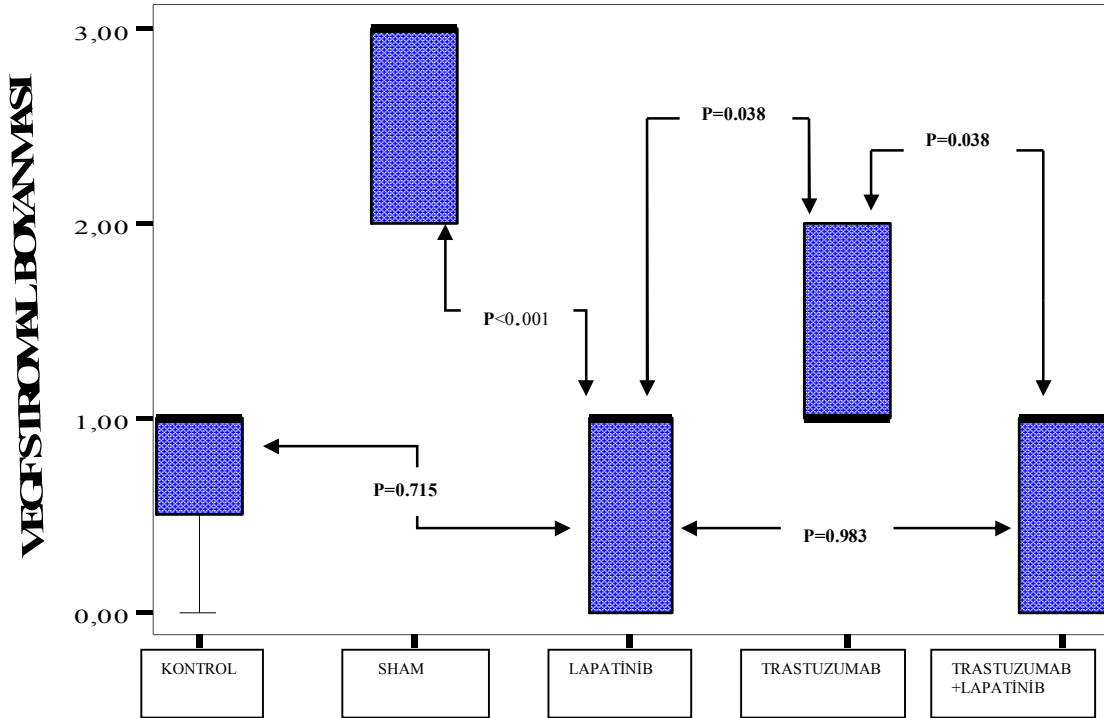 VEGF STROMAL BOYANMASI
3,00
2,00
1,00
0,00
P=0.038
P=0.038
P<0.001
P=0.715
P=0.983
KONTROL
SHAM
LAPATİNİB
TRASTUZUMAB
TRASTUZUMAB
+LAPATİNİB